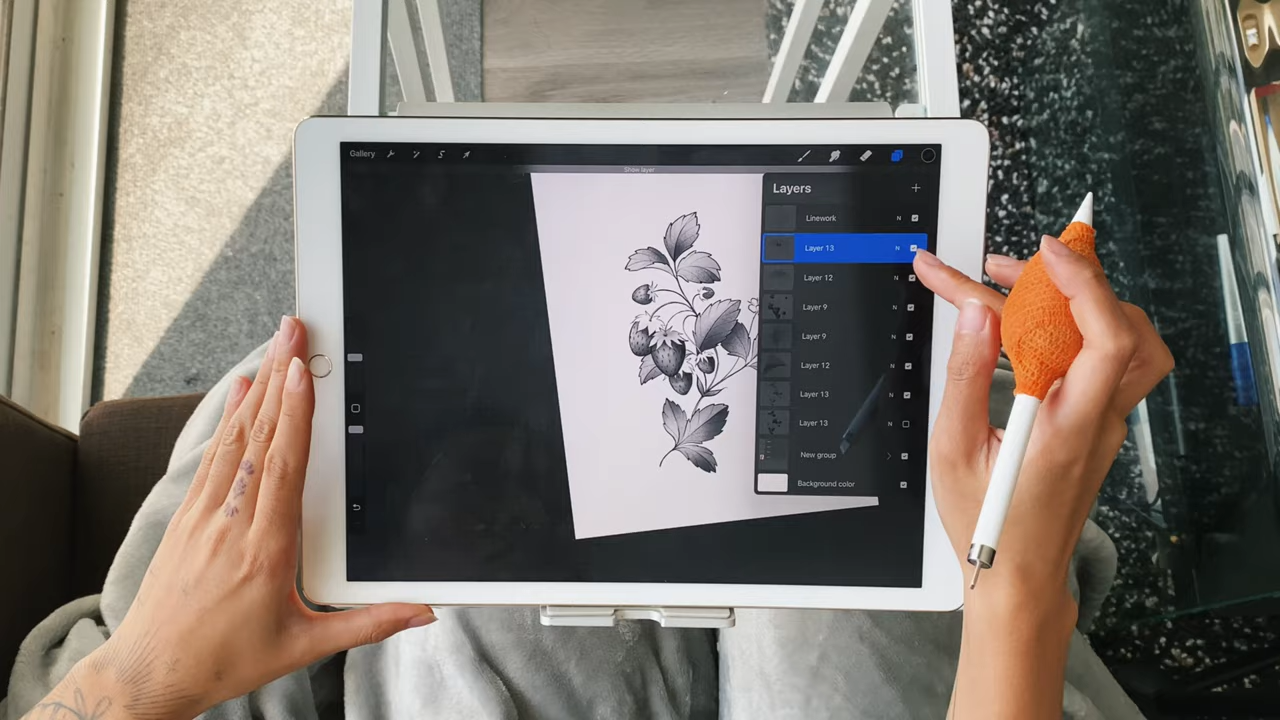 Gallery
Show layer
Layers
Linework N
Layer 13 N
Layer 12 N
Layer 9 N
Layer 9 N
Layer 12 N
Layer 13 N
Layer 13 N
New group
Background color